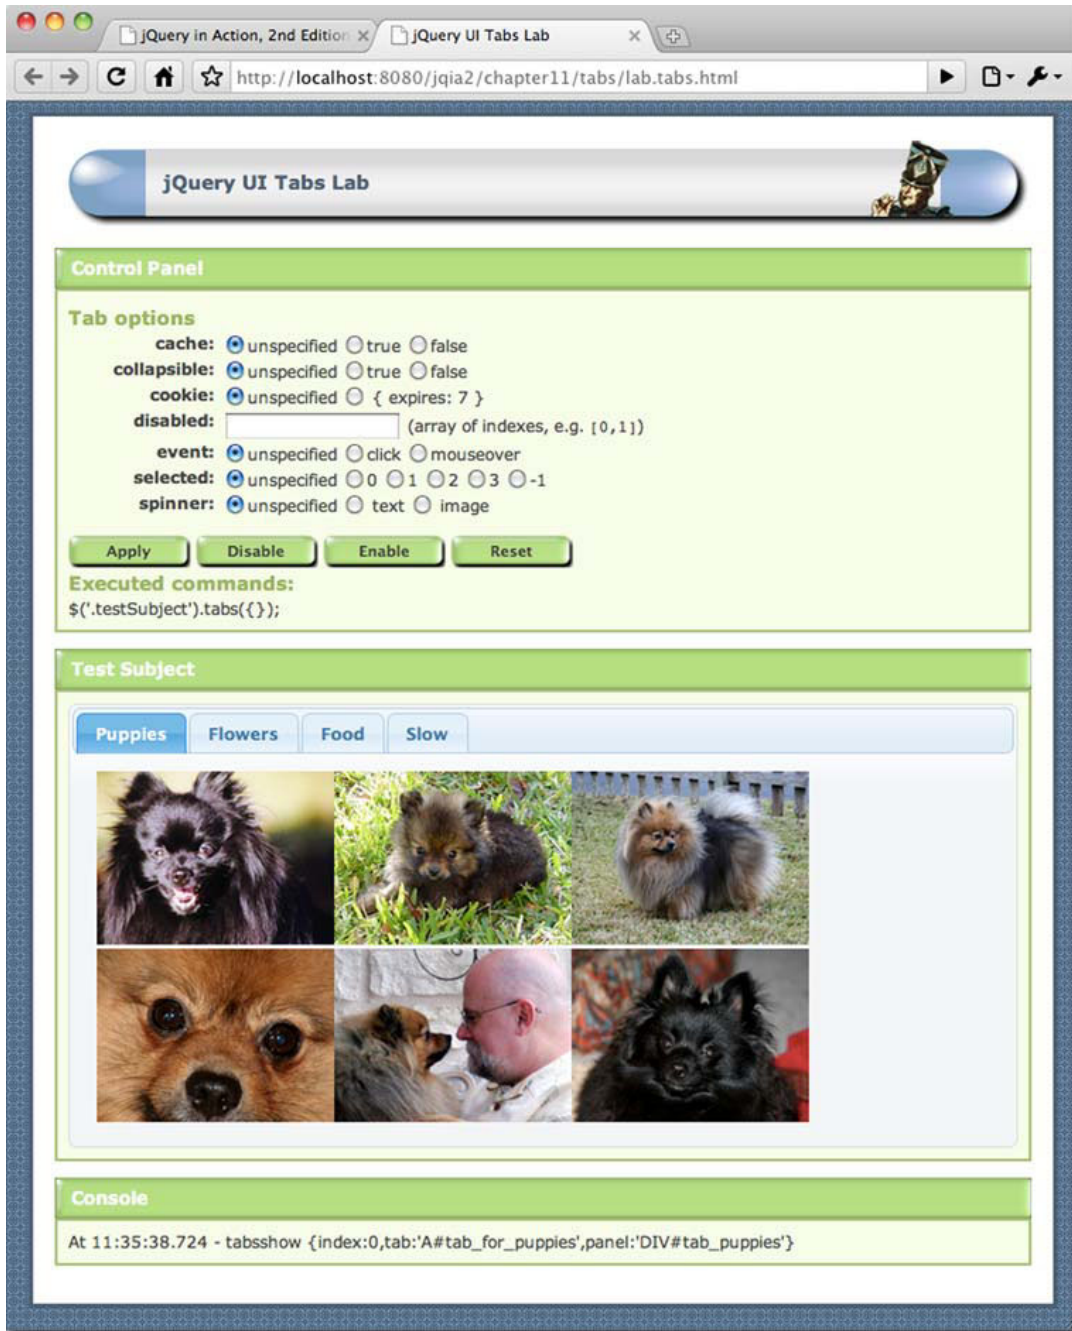 jQuery in Action, 2nd Edition
jQuery UI Tabs Lab
http://localhost:8080/jqia2/chapter11/tabs/lab.tabs.html
jQuery UI Tabs Lab
Control Panel
Tab options
cache: unspecified true false
collapsible: unspecified true false
cookie: unspecified { expires: 7 }
disabled: (array of indexes, e.g. [0,1])
event: unspecified click mouseover
selected: unspecified 0 1 2 3 -1
spinner: unspecified text image
Apply Disable Enable Reset
Executed commands:
$('.testSubject').tabs({});
Test Subject
Puppies Flowers Food Slow
Console
At 11:35:38.724 - tabsshow {index:0,tab:'A#tab_for_puppies',panel:'DIV#tab_puppies'}